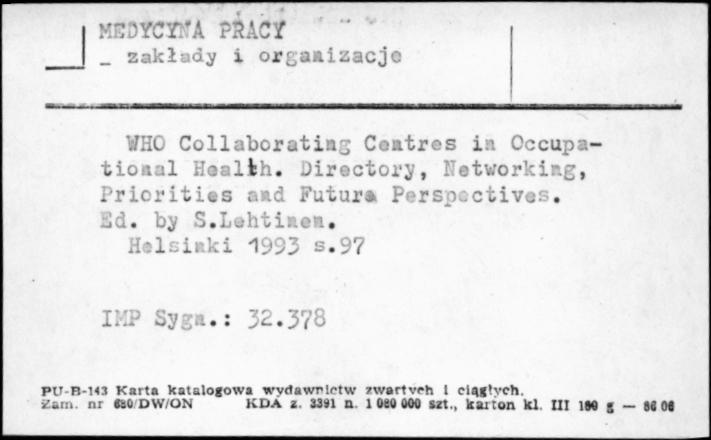 MEDYCYNA PRACY
_ zakłady i organizacje
WHO Collaborating Centres in Occupa-
tional Health. Directory, Networking,
Priorities and Future Perspectives.
Ed. by S.Lehtinen.
Helsinki 1993 s.97
IMP Sygn.: 32.378
PU-B-143 Karta katalogowa wydawnictw zwartych i ciągłych.
Zam. nr 680/DW/ON KDA z. 3391 n. 1 080 000 szt., karton kl. III 180 g — 86 06